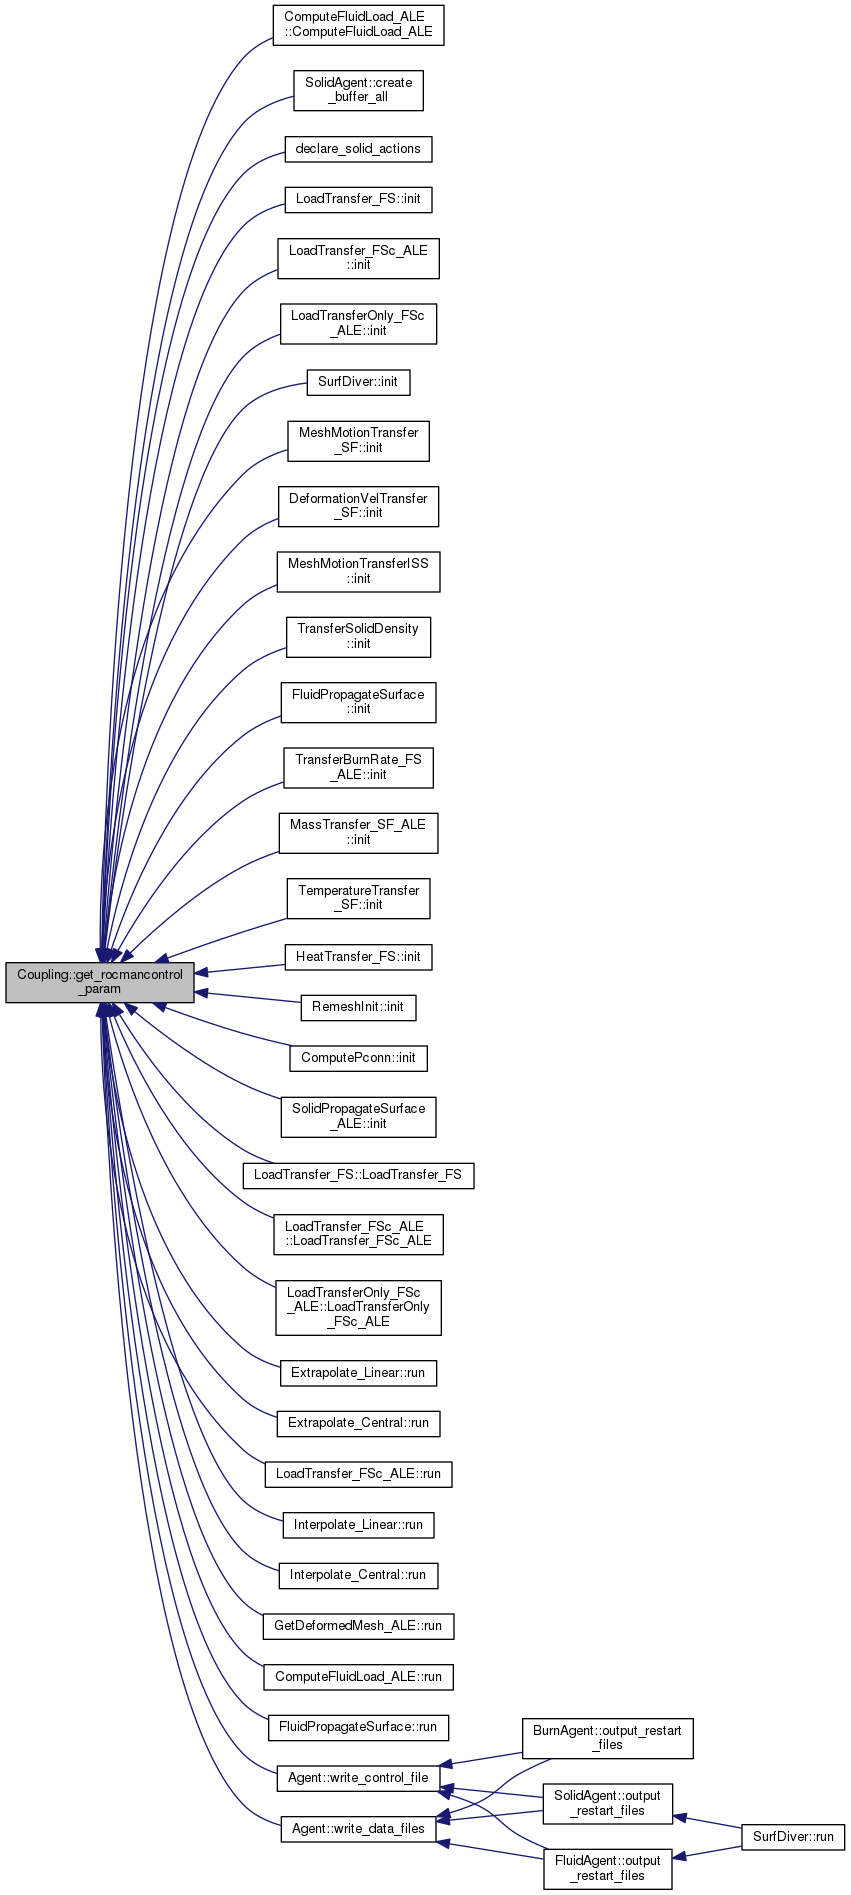 ComputeFluidLoad_ALE
::ComputeFluidLoad_ALE
SolidAgent::create
_buffer_all
declare_solid_actions
LoadTransfer_FS::init
LoadTransfer_FSc_ALE
::init
LoadTransferOnly_FSc
_ALE::init
SurfDiver::init
MeshMotionTransfer
_SF::init
DeformationVelTransfer
_SF::init
MeshMotionTransferISS
::init
TransferSolidDensity
::init
FluidPropagateSurface
::init
TransferBurnRate_FS
_ALE::init
MassTransfer_SF_ALE
::init
TemperatureTransfer
_SF::init
HeatTransfer_FS::init
Coupling::get_rocmancontrol
_param
RemeshInit::init
ComputePconn::init
SolidPropagateSurface
_ALE::init
LoadTransfer_FS::LoadTransfer_FS
LoadTransfer_FSc_ALE
::LoadTransfer_FSc_ALE
LoadTransferOnly_FSc
_ALE::LoadTransferOnly
_FSc_ALE
Extrapolate_Linear::run
Extrapolate_Central::run
LoadTransfer_FSc_ALE::run
Interpolate_Linear::run
Interpolate_Central::run
GetDeformedMesh_ALE::run
ComputeFluidLoad_ALE::run
FluidPropagateSurface::run
BurnAgent::output_restart
_files
Agent::write_control_file
SolidAgent::output
_restart_files
Agent::write_data_files
SurfDiver::run
FluidAgent::output
_restart_files